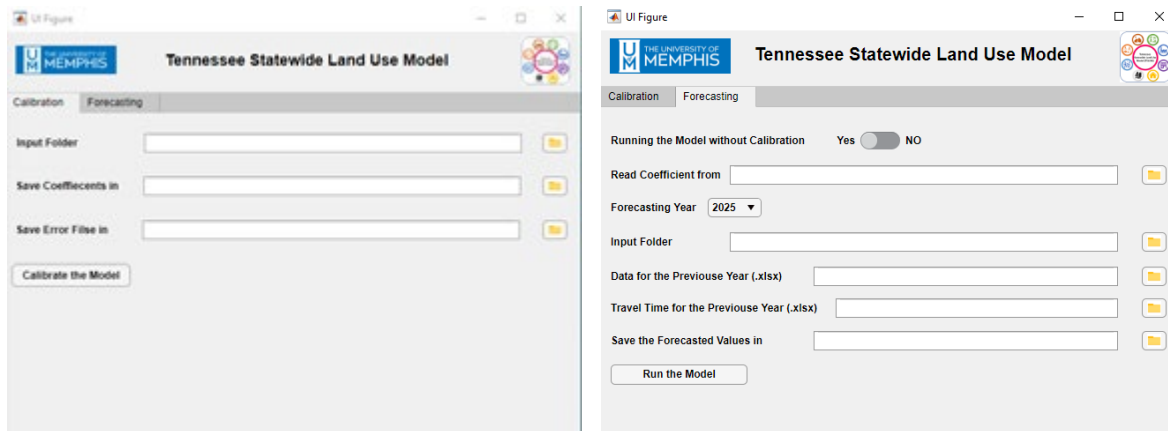 UI Figure
UM THE UNIVERSITY OF
MEMPHIS
Tennessee Statewide Land Use Model
Calibration Forecasting
Input Folder
Save Coeffiecents in
Save Error Filse in
Calibrate the Model
UI Figure
UM THE UNIVERSITY OF
MEMPHIS
Tennessee Statewide Land Use Model
Calibration Forecasting
Running the Model without Calibration Yes NO
Read Coefficient from
Forecasting Year 2025
Input Folder
Data for the Previouse Year (.xlsx)
Travel Time for the Previouse Year (.xlsx)
Save the Forecasted Values in
Run the Model